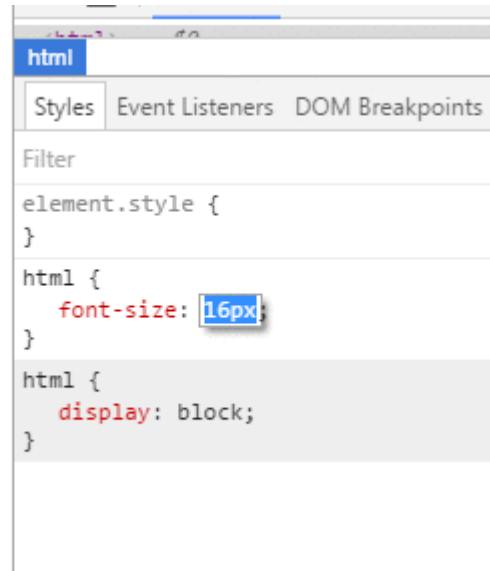 html
Styles Event Listeners DOM Breakpoints
Filter
element.style {
}
html {
font-size: 16px;
}
html {
display: block;
}